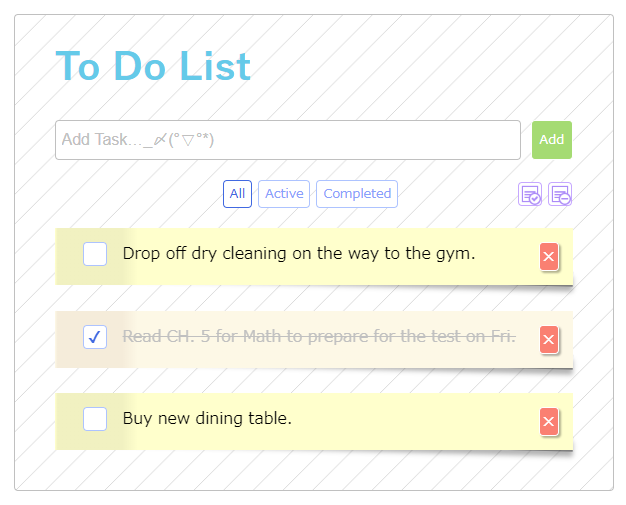 To Do List
Add Task..._〆(°▽°*)
Add
All Active Completed
Drop off dry cleaning on the way to the gym.
Read CH. 5 for Math to prepare for the test on Fri.
Buy new dining table.